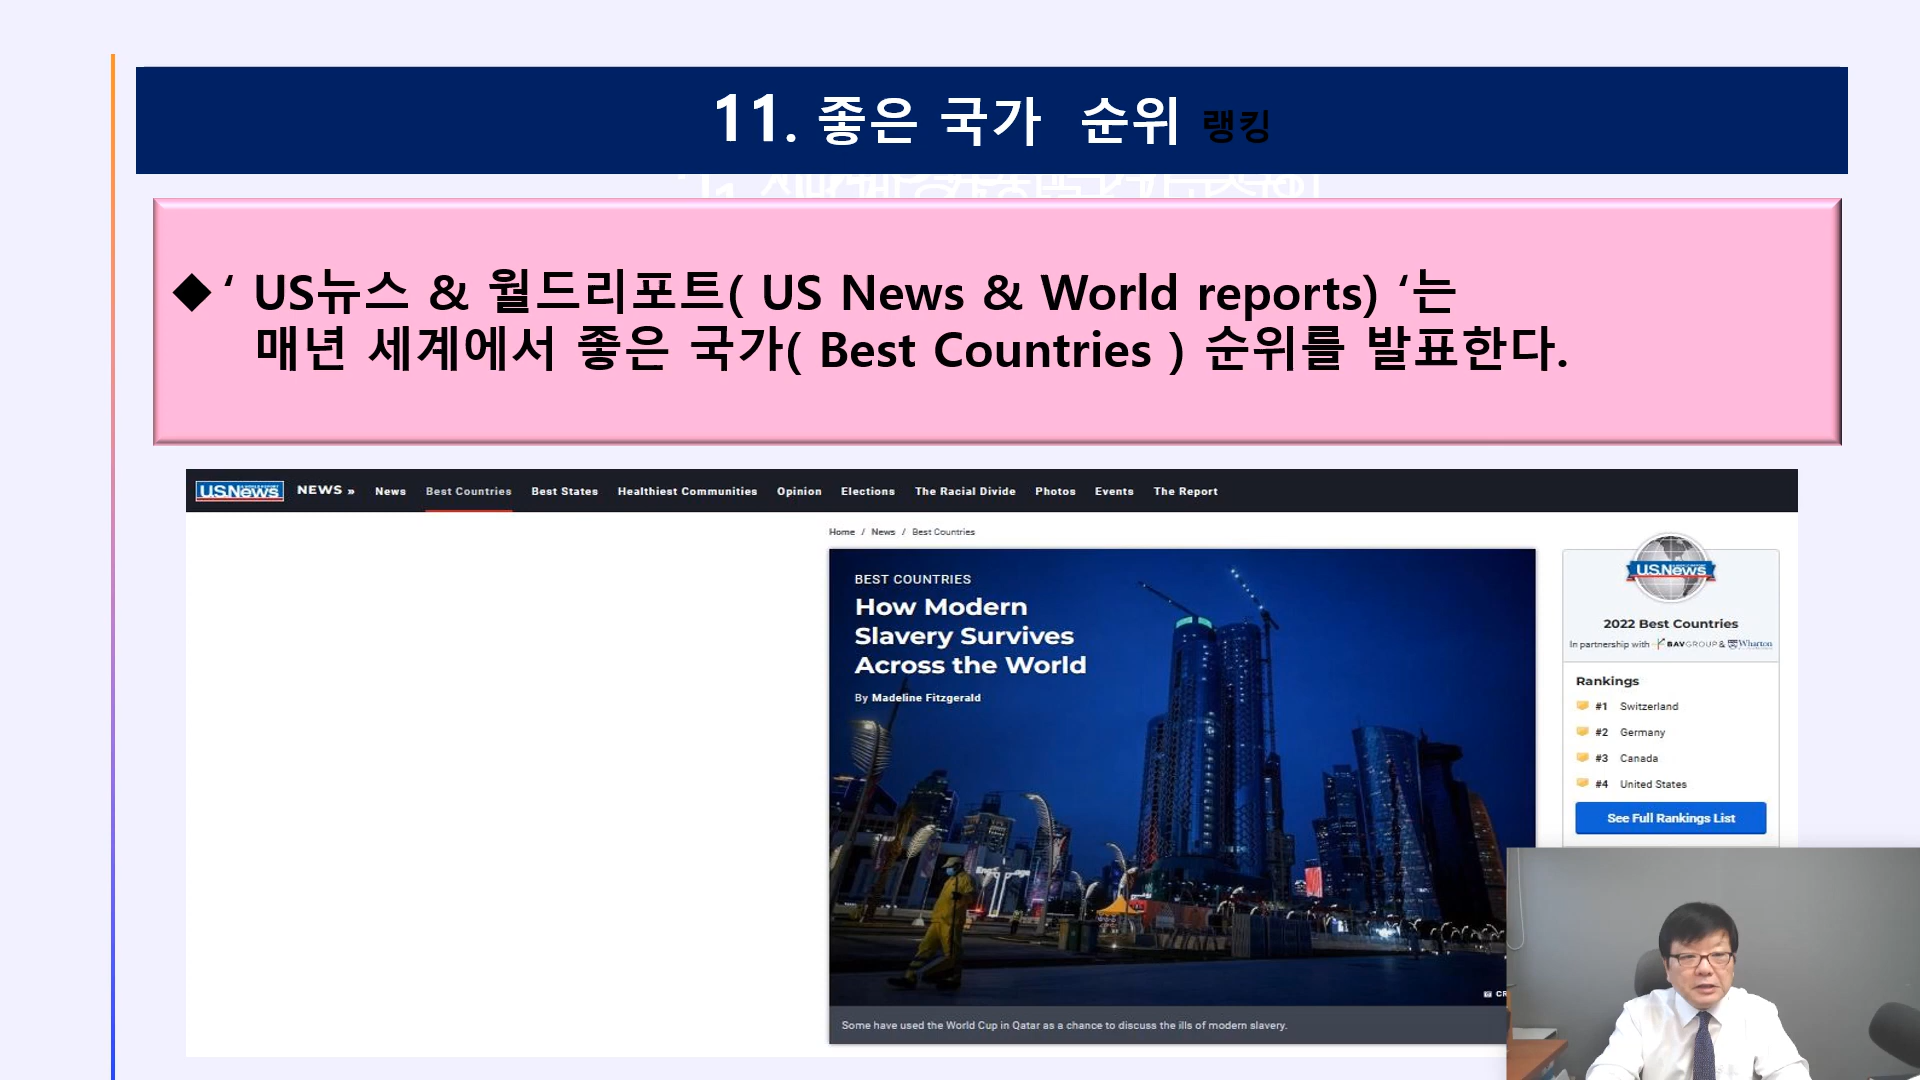 11. 좋은 국가 순위 랭킹
◆ ‘ US뉴스 & 월드리포트( US News & World reports) ‘는
매년 세계에서 좋은 국가( Best Countries ) 순위를 발표한다.
U.S.News NEWS » News Best Countries Best States Healthiest Communities Opinion Elections The Racial Divide Photos Events The Report
Home / News / Best Countries
BEST COUNTRIES
How Modern
Slavery Survives
Across the World
By Madeline Fitzgerald
Some have used the World Cup in Qatar as a chance to discuss the ills of modern slavery.
U.S.News
2022 Best Countries
In partnership with BAVGROUP & Wharton
Rankings
#1 Switzerland
#2 Germany
#3 Canada
#4 United States
See Full Rankings List